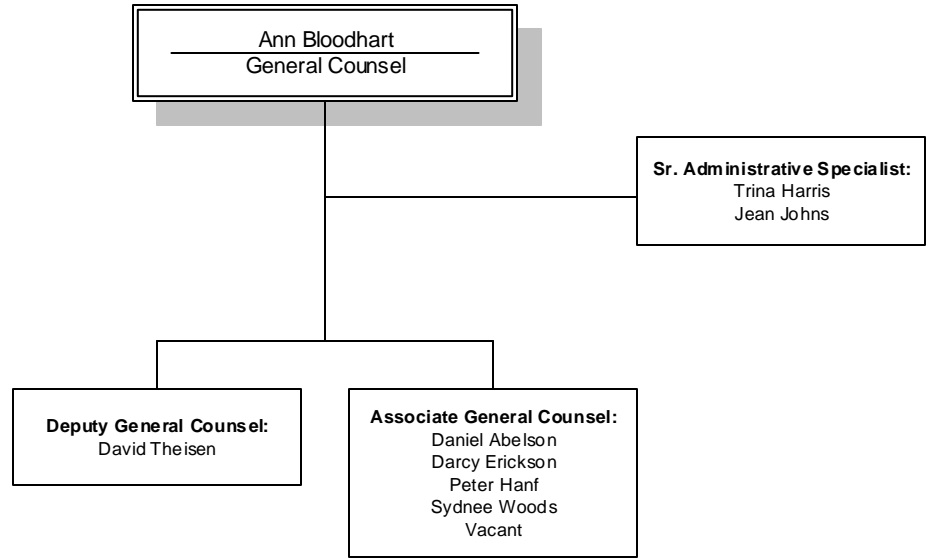 Ann Bloodhart
General Counsel
Sr. Administrative Specialist:
Trina Harris
Jean Johns
Deputy General Counsel:
David Theisen
Associate General Counsel:
Daniel Abelson
Darcy Erickson
Peter Hanf
Sydnee Woods
Vacant